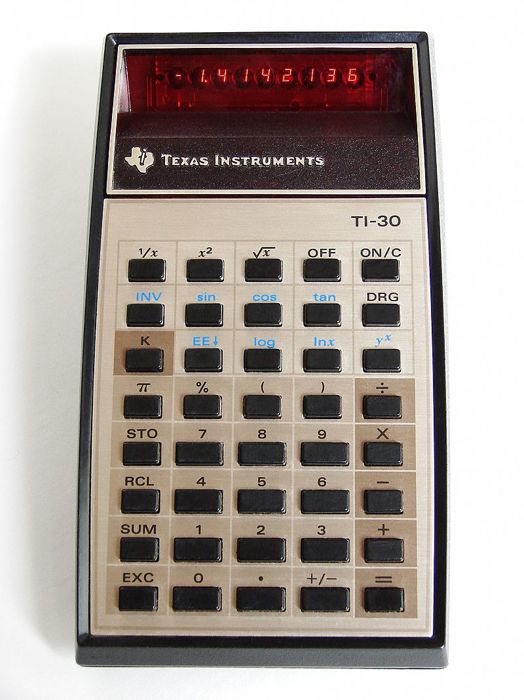 -1.4142136
TEXAS INSTRUMENTS
TI-30
1/x x² √x OFF ON/C
INV sin cos tan DRG
K EE↓ log lnx yˣ
π % ( ) ÷
STO 7 8 9 X
RCL 4 5 6 −
SUM 1 2 3 +
EXC 0 . +/− =